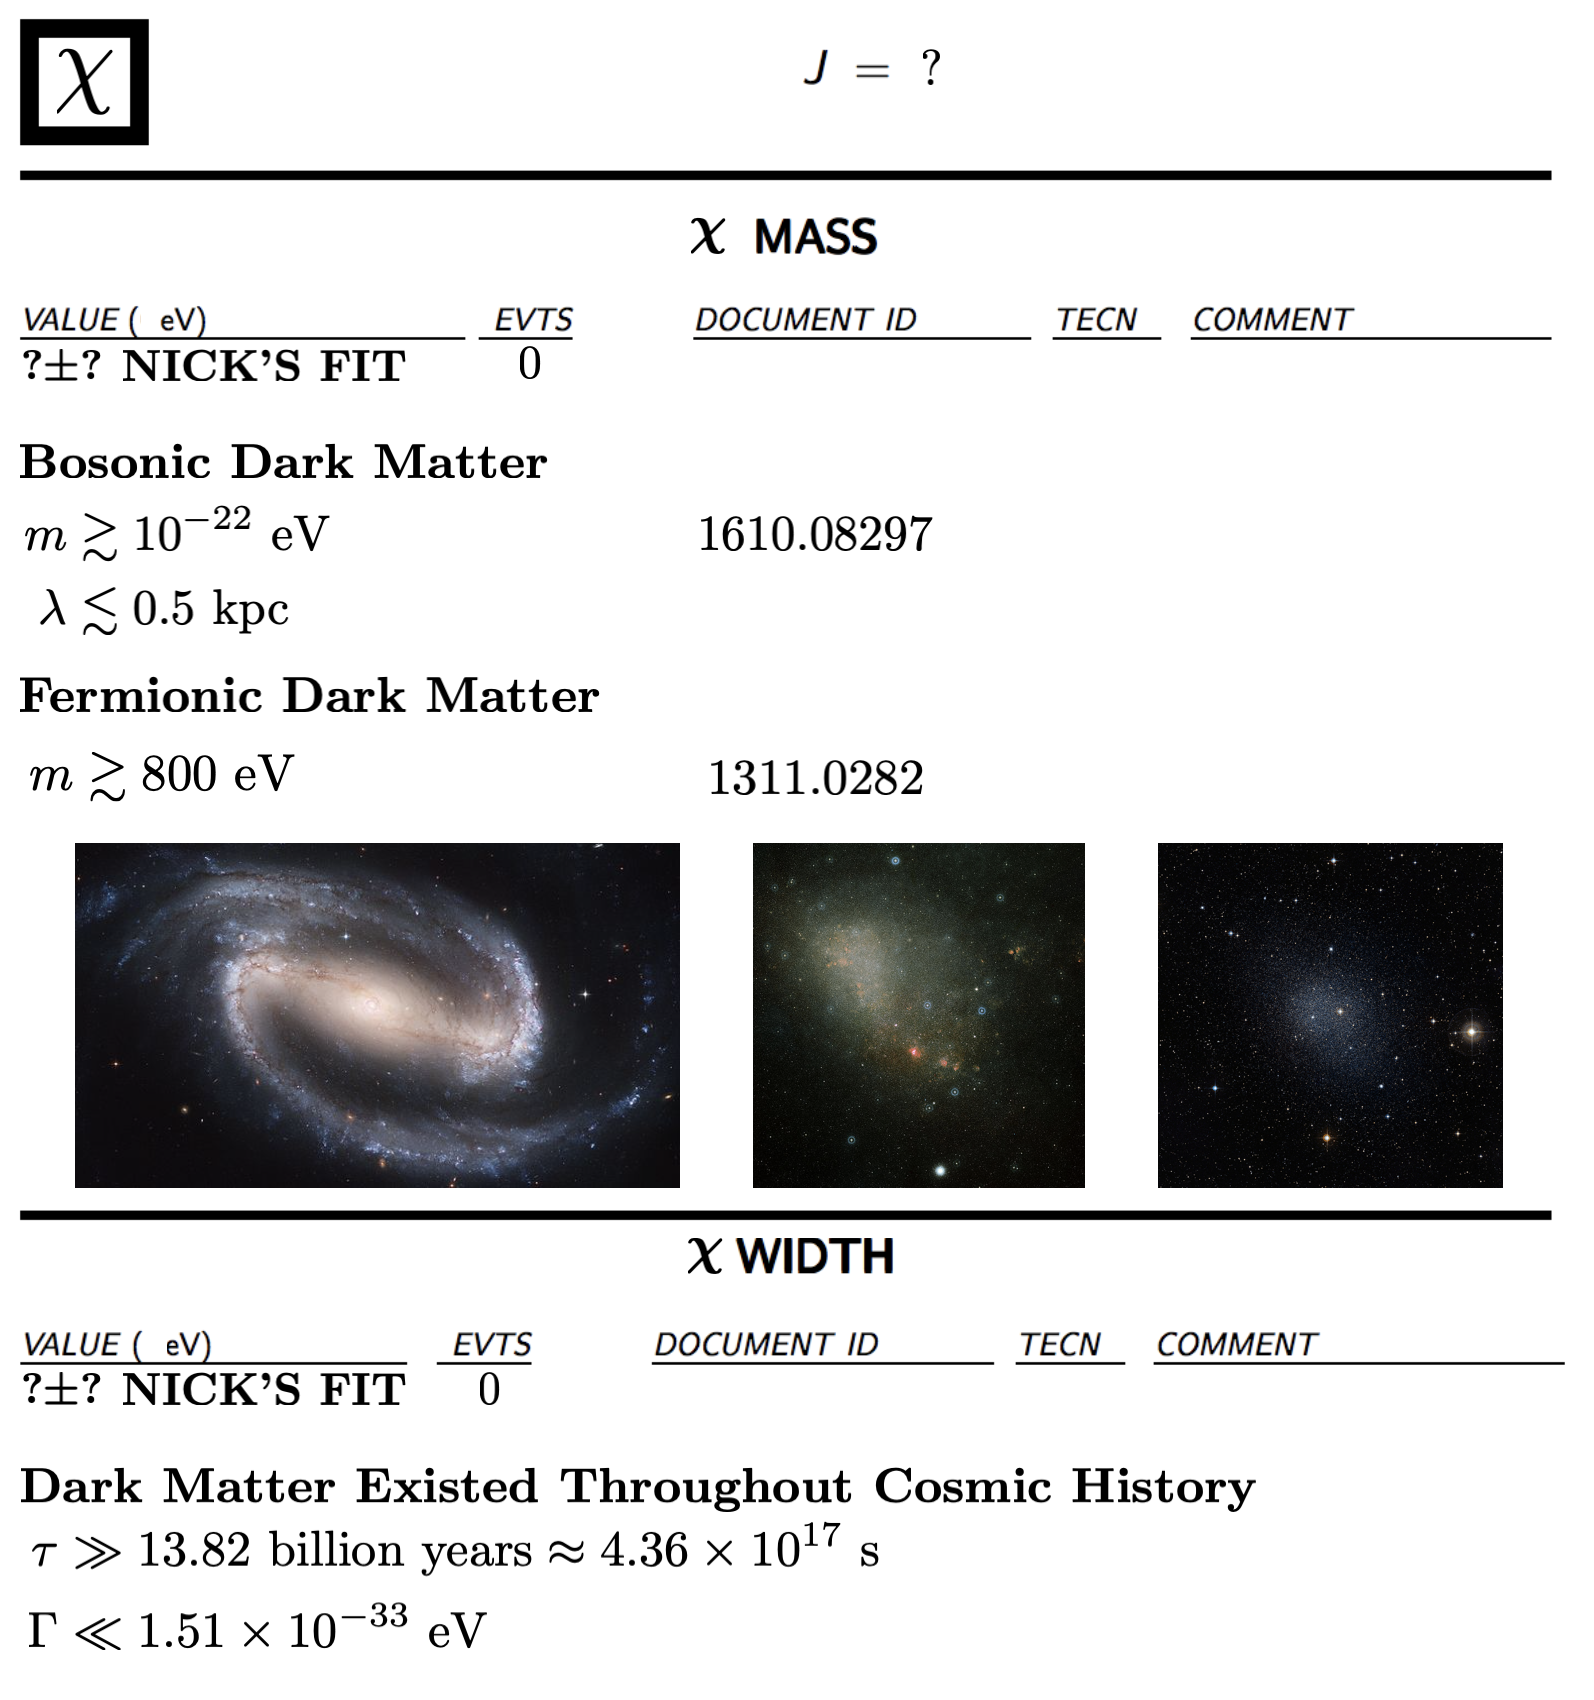 χ
J = ?
χ MASS
VALUE ( eV) EVTS DOCUMENT ID TECN COMMENT
?±? NICK'S FIT 0
Bosonic Dark Matter
m ≳ 10⁻²² eV 1610.08297
λ ≲ 0.5 kpc
Fermionic Dark Matter
m ≳ 800 eV 1311.0282
χ WIDTH
VALUE ( eV) EVTS DOCUMENT ID TECN COMMENT
?±? NICK'S FIT 0
Dark Matter Existed Throughout Cosmic History
τ ≫ 13.82 billion years ≈ 4.36 × 10¹⁷ s
Γ ≪ 1.51 × 10⁻³³ eV